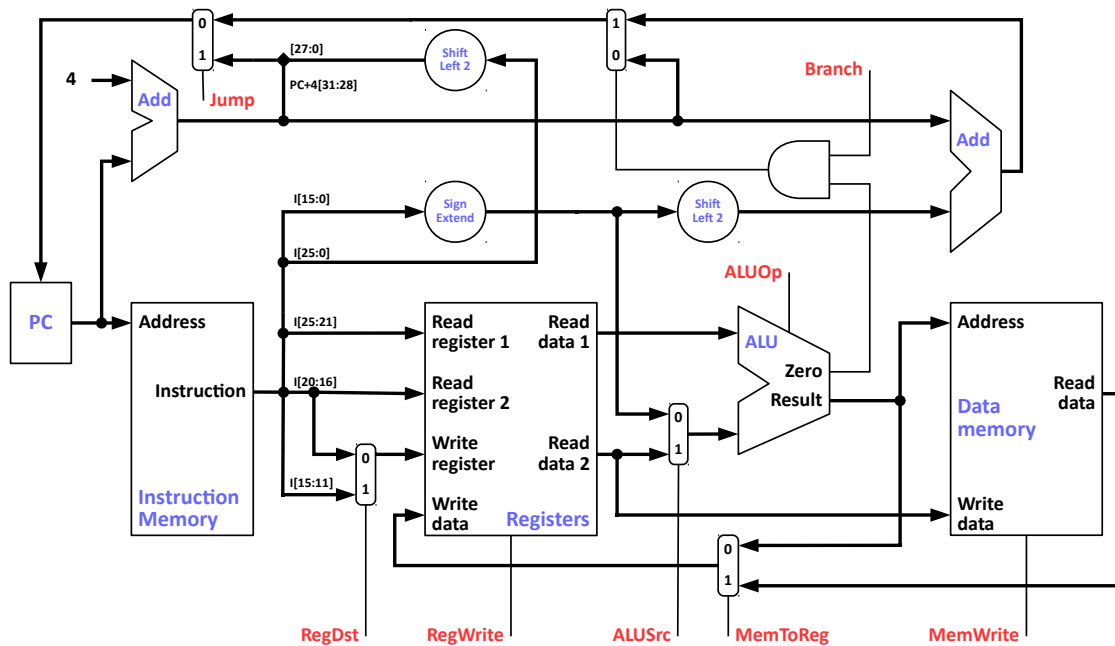 0
1
Jump
[27:0]
PC+4[31:28]
Shift
Left 2
1
0
Branch
4
Add
Add
I[15:0]
Sign
Extend
Shift
Left 2
I[25:0]
ALUOp
PC
Address
Instruction
Instruction
Memory
I[25:21]
I[20:16]
I[15:11]
0
1
Read
register 1
Read
register 2
Write
register
Write
data
Read
data 1
Read
data 2
Registers
0
1
ALU
Zero
Result
0
1
Address
Read
data
Data
memory
Write
data
RegDst
RegWrite
ALUSrc
MemToReg
MemWrite